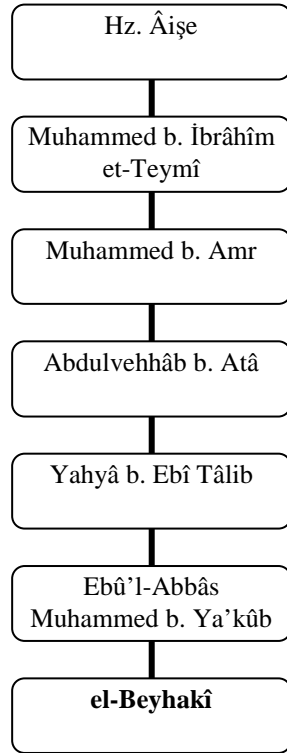 Hz. Âişe
Muhammed b. İbrâhîm
et-Teymî
Muhammed b. Amr
Abdulvehhâb b. Atâ
Yahyâ b. Ebî Tâlib
Ebû’l-Abbâs
Muhammed b. Ya’kûb
el-Beyhakî